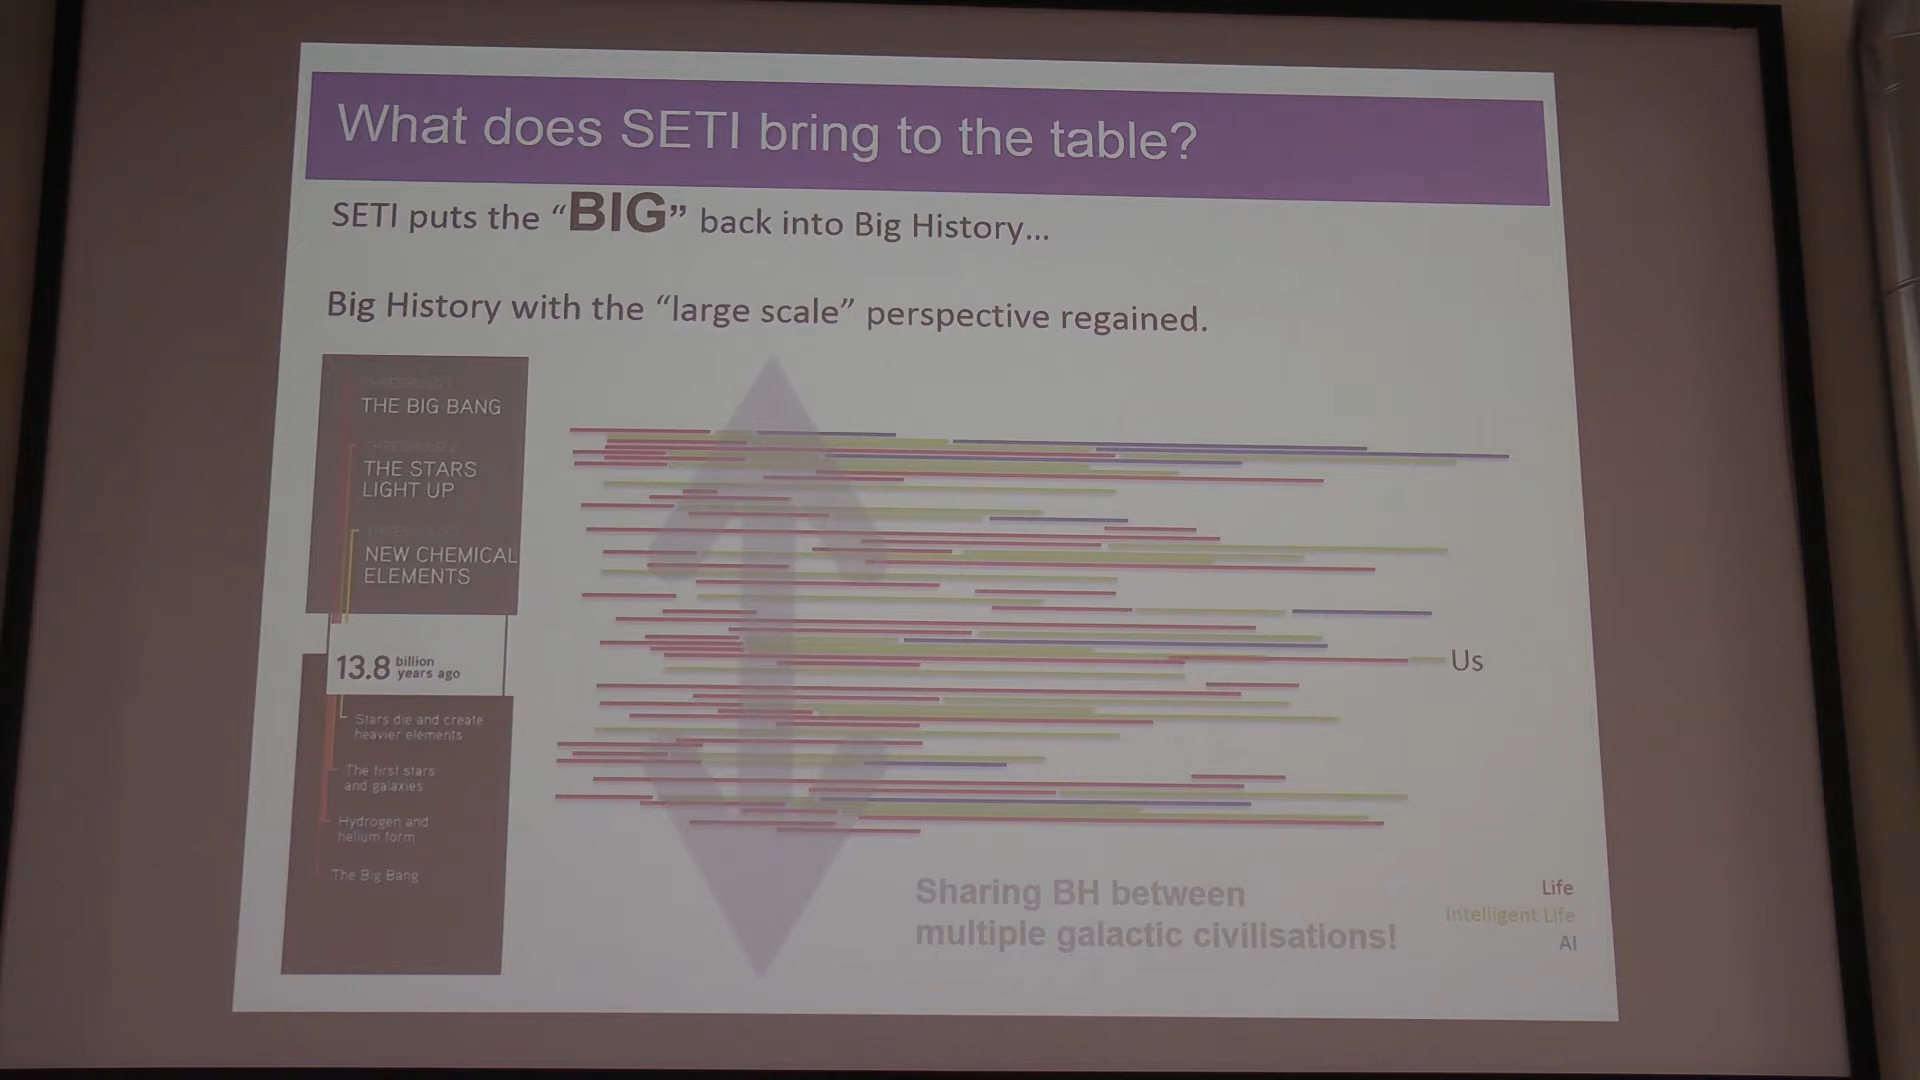 What does SETI bring to the table?
SETI puts the “BIG” back into Big History...
Big History with the “large scale” perspective regained.
THE BIG BANG
THE STARS
LIGHT UP
NEW CHEMICAL
ELEMENTS
13.8 billion years ago
Stars die and create
heavier elements
The first stars
and galaxies
Hydrogen and
helium form
The Big Bang
Us
Sharing BH between
multiple galactic civilisations!
Life
Intelligent Life
AI